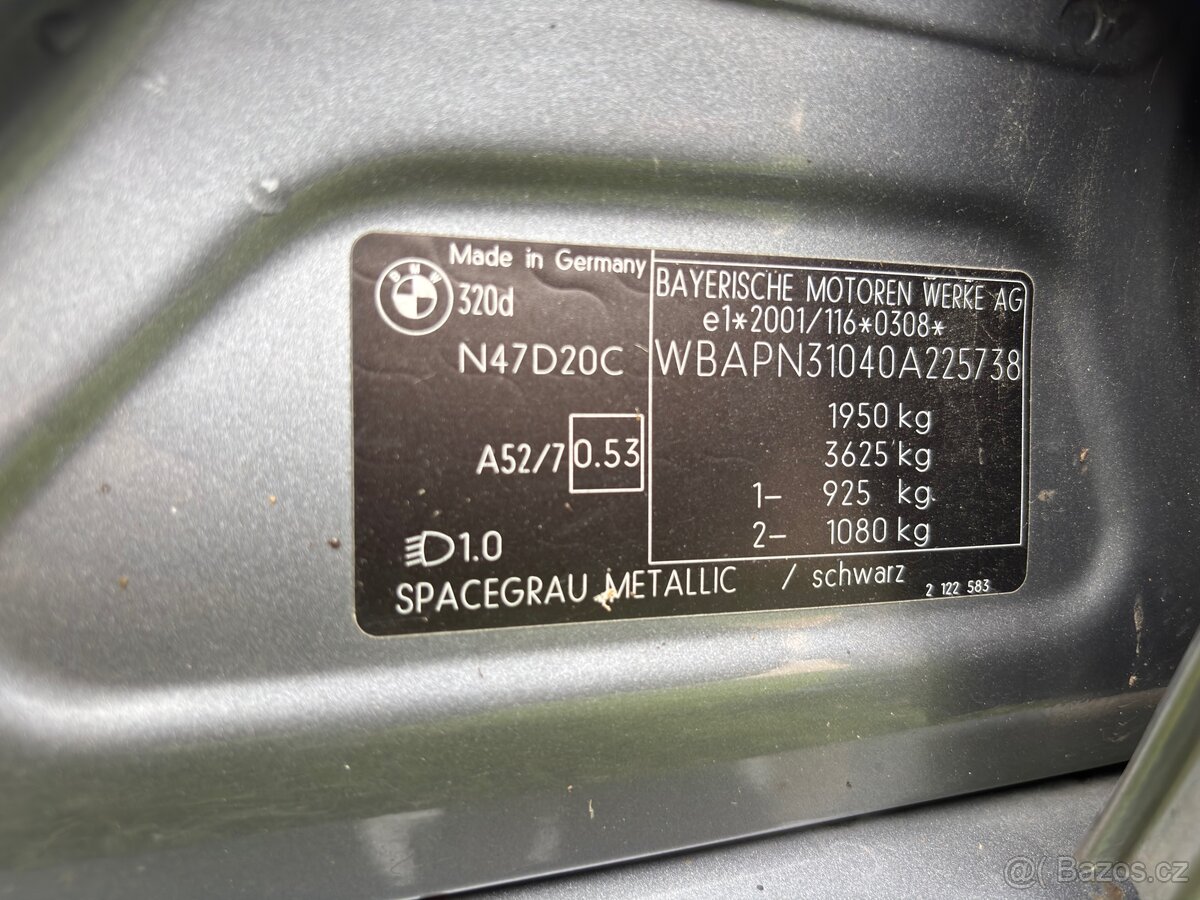 Made in Germany
BMW
320d
N47D20C
A52/7 0.53
1.0
BAYERISCHE MOTOREN WERKE AG
e1*2001/116*0308*
WBAPN31040A225738
1950 kg
3625 kg
1- 925 kg
2- 1080 kg
SPACEGRAU METALLIC / schwarz
2 122 583
Bazos.cz